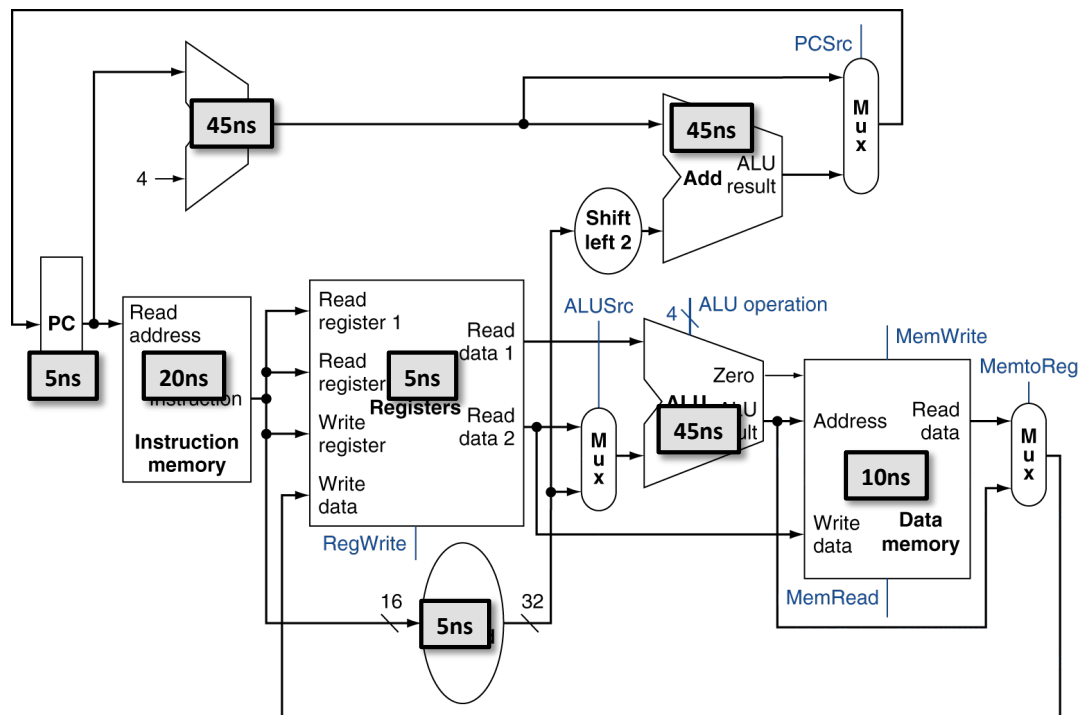 PCSrc
M
u
x
45ns
45ns
Add
ALU
result
4
Shift
left 2
PC
5ns
Read
address
20ns
Instruction
memory
Read
register 1
Read
register
Write
register
Write
data
Read
data 1
5ns
Registers
Read
data 2
RegWrite
16
5ns
32
ALUSrc
M
u
x
4
ALU operation
Zero
45ns
MemWrite
Address
Read
data
10ns
Write
data
Data
memory
MemRead
MemtoReg
M
u
x